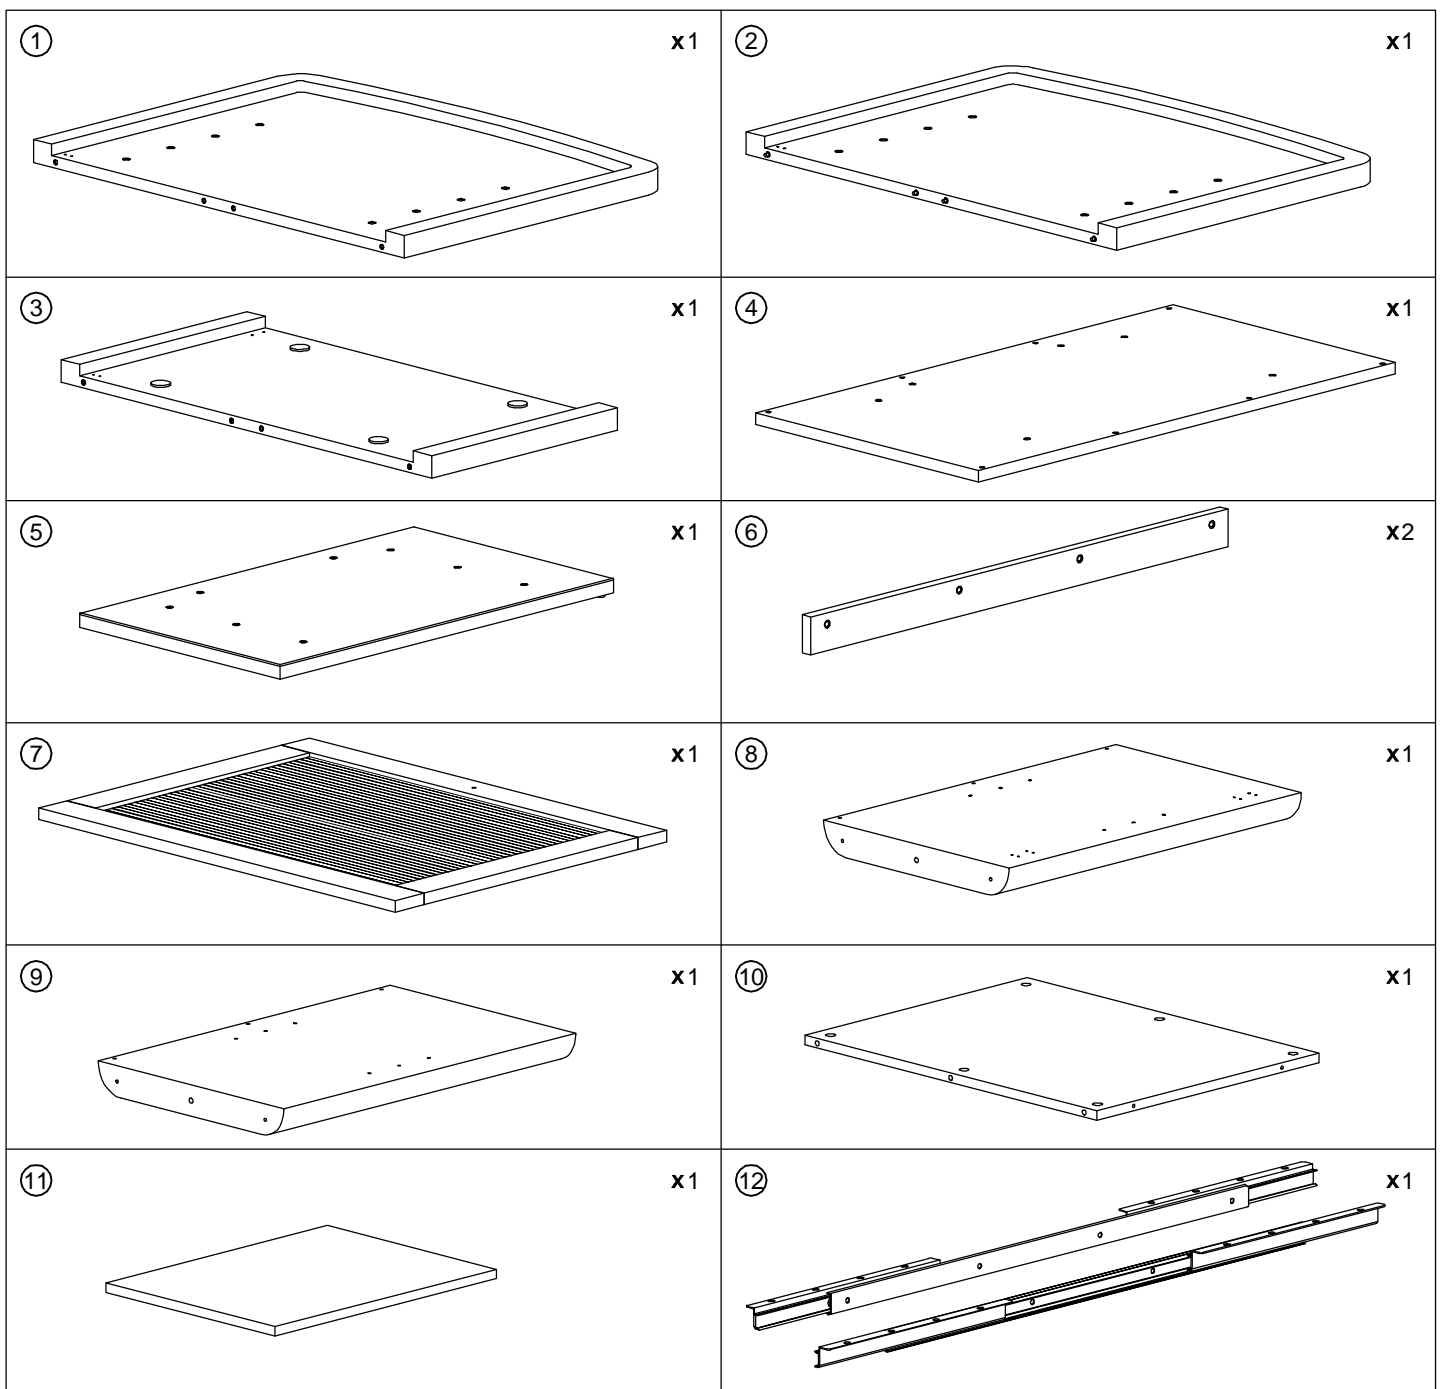 ① x1
② x1
③ x1
④ x1
⑤ x1
⑥ x2
⑦ x1
⑧ x1
⑨ x1
⑩ x1
⑪ x1
⑫ x1